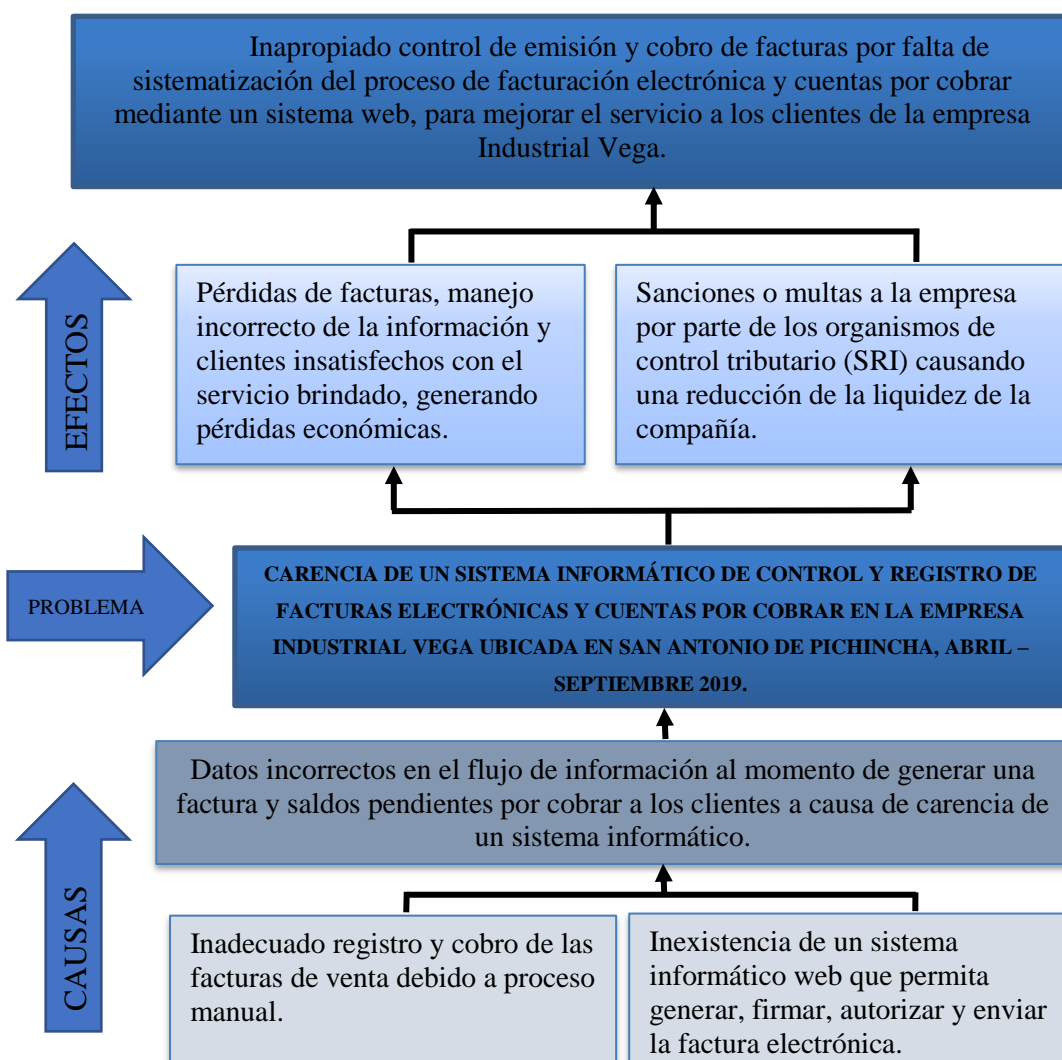 Inapropiado control de emisión y cobro de facturas por falta de
sistematización del proceso de facturación electrónica y cuentas por cobrar
mediante un sistema web, para mejorar el servicio a los clientes de la empresa
Industrial Vega.
EFECTOS
Pérdidas de facturas, manejo
incorrecto de la información y
clientes insatisfechos con el
servicio brindado, generando
pérdidas económicas.
Sanciones o multas a la empresa
por parte de los organismos de
control tributario (SRI) causando
una reducción de la liquidez de la
compañía.
PROBLEMA
CARENCIA DE UN SISTEMA INFORMÁTICO DE CONTROL Y REGISTRO DE
FACTURAS ELECTRÓNICAS Y CUENTAS POR COBRAR EN LA EMPRESA
INDUSTRIAL VEGA UBICADA EN SAN ANTONIO DE PICHINCHA, ABRIL –
SEPTIEMBRE 2019.
Datos incorrectos en el flujo de información al momento de generar una
factura y saldos pendientes por cobrar a los clientes a causa de carencia de
un sistema informático.
CAUSAS
Inadecuado registro y cobro de las
facturas de venta debido a proceso
manual.
Inexistencia de un sistema
informático web que permita
generar, firmar, autorizar y enviar
la factura electrónica.